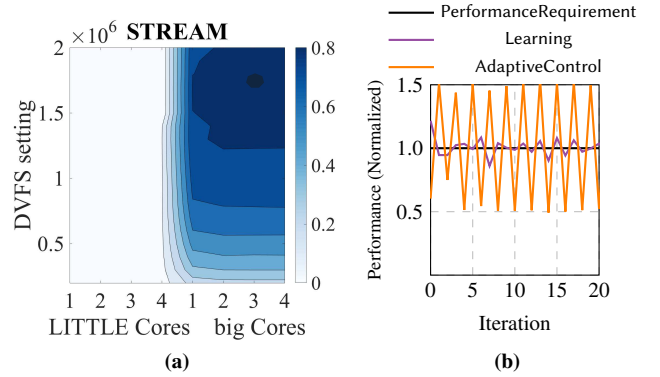 ×10⁶ STREAM
2
1.5
1
0.5
DVFS setting
1 2 3 4 1 2 3 4
LITTLE Cores big Cores
0.8
0.6
0.4
0.2
0
(a)
PerformanceRequirement
Learning
AdaptiveControl
1.5
1.0
0.5
Performance (Normalized)
0 5 10 15 20
Iteration
(b)